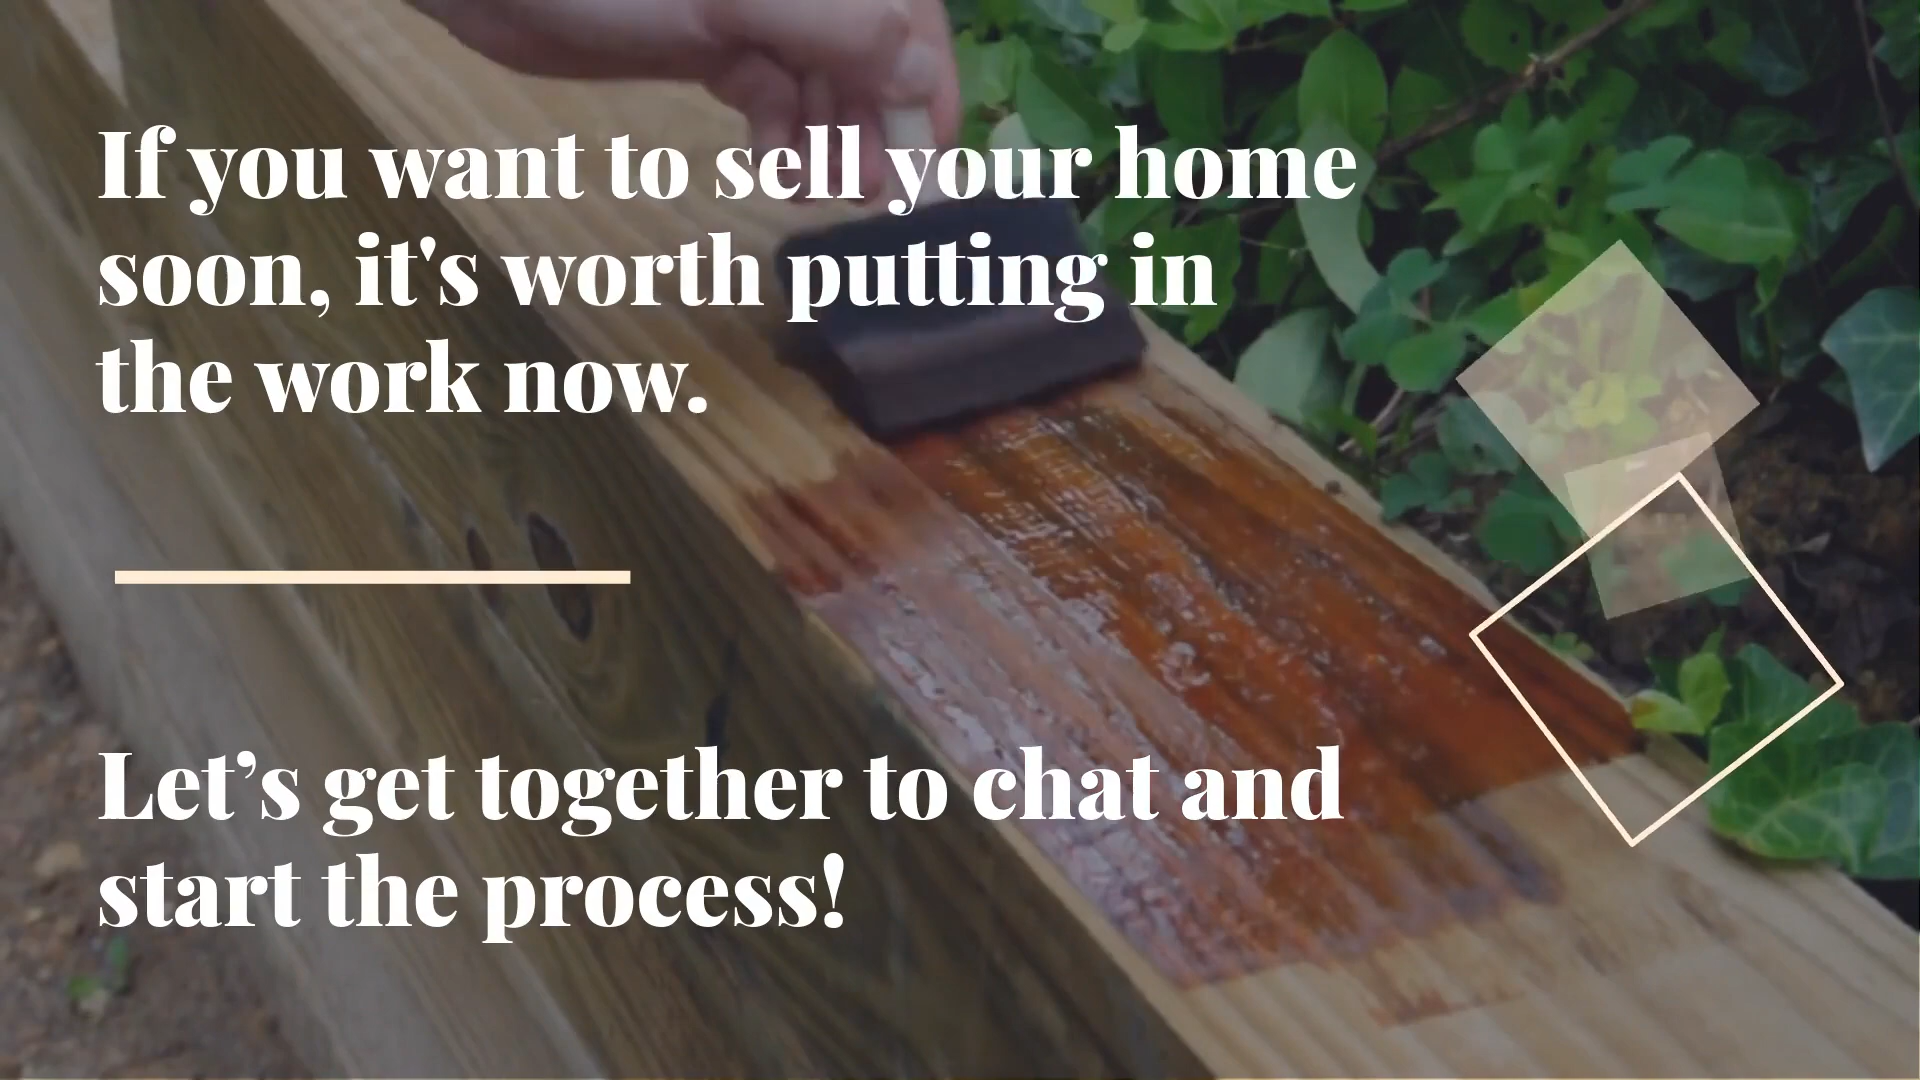 If you want to sell your home
soon, it's worth putting in
the work now.
Let’s get together to chat and
start the process!